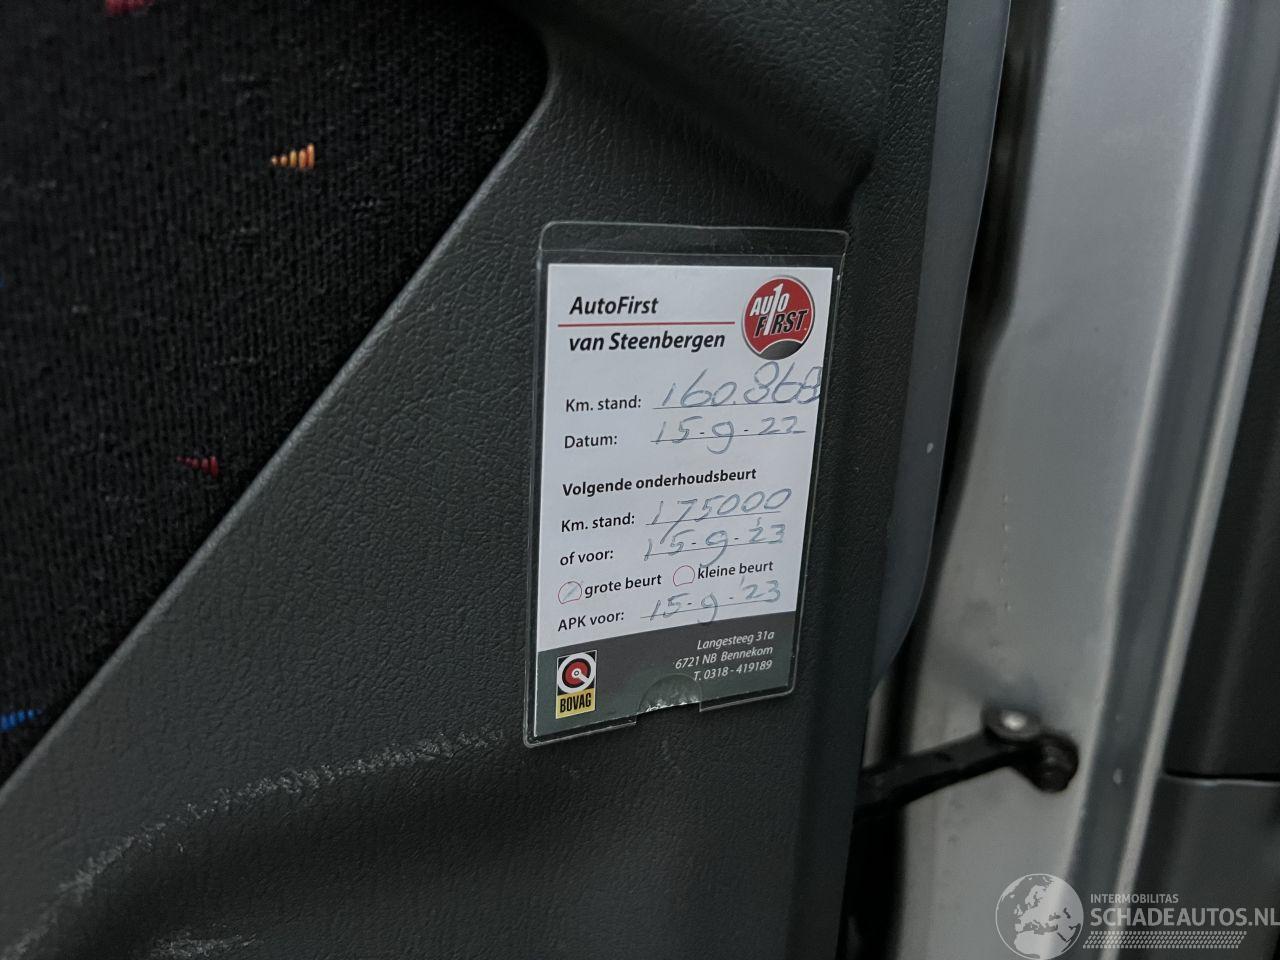 AutoFirst
van Steenbergen
AUTO
FIRST
Km. stand: 160.868
Datum: 15-9-22
Volgende onderhoudsbeurt
Km. stand: 175000
of voor: 15-9-'23
grote beurt kleine beurt
APK voor: 15-9-'23
Langesteeg 31a
6721 NB Bennekom
T. 0318 - 419189
BOVAG
INTERMOBILITAS
SCHADEAUTOS.NL